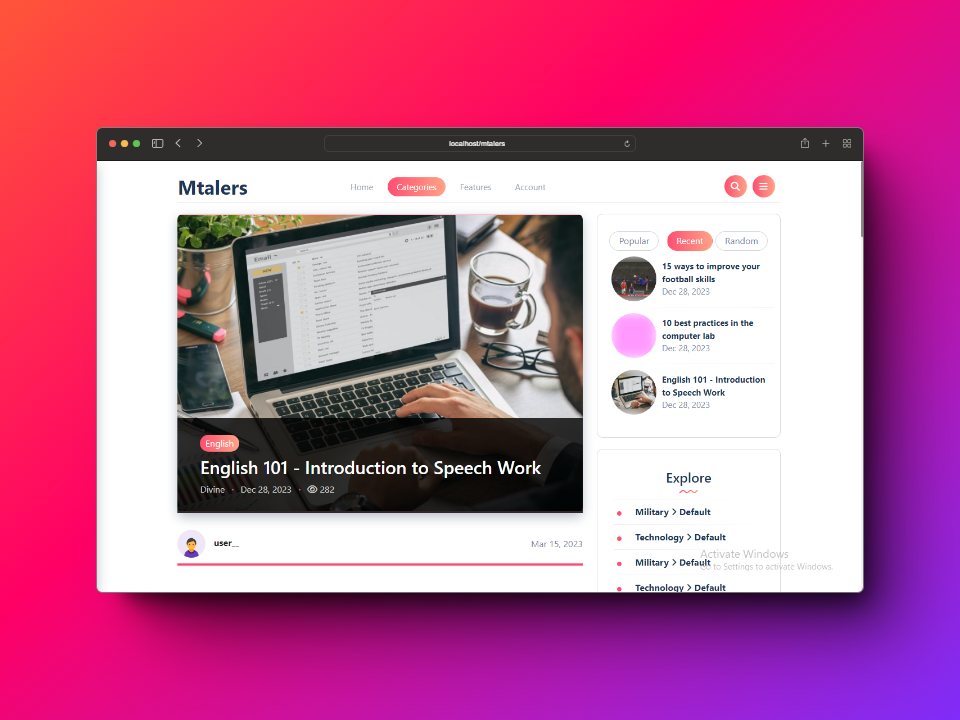 localhost/mtalers
Mtalers
Home
Categories
Features
Account
Email
English
English 101 - Introduction to Speech Work
Divine · Dec 28, 2023 · 282
user__
Mar 15, 2023
Popular
Recent
Random
15 ways to improve your
football skills
Dec 28, 2023
10 best practices in the
computer lab
Dec 28, 2023
English 101 - Introduction
to Speech Work
Dec 28, 2023
Explore
Military > Default
Technology > Default
Military > Default
Technology > Default
Activate Windows
Go to Settings to activate Windows.